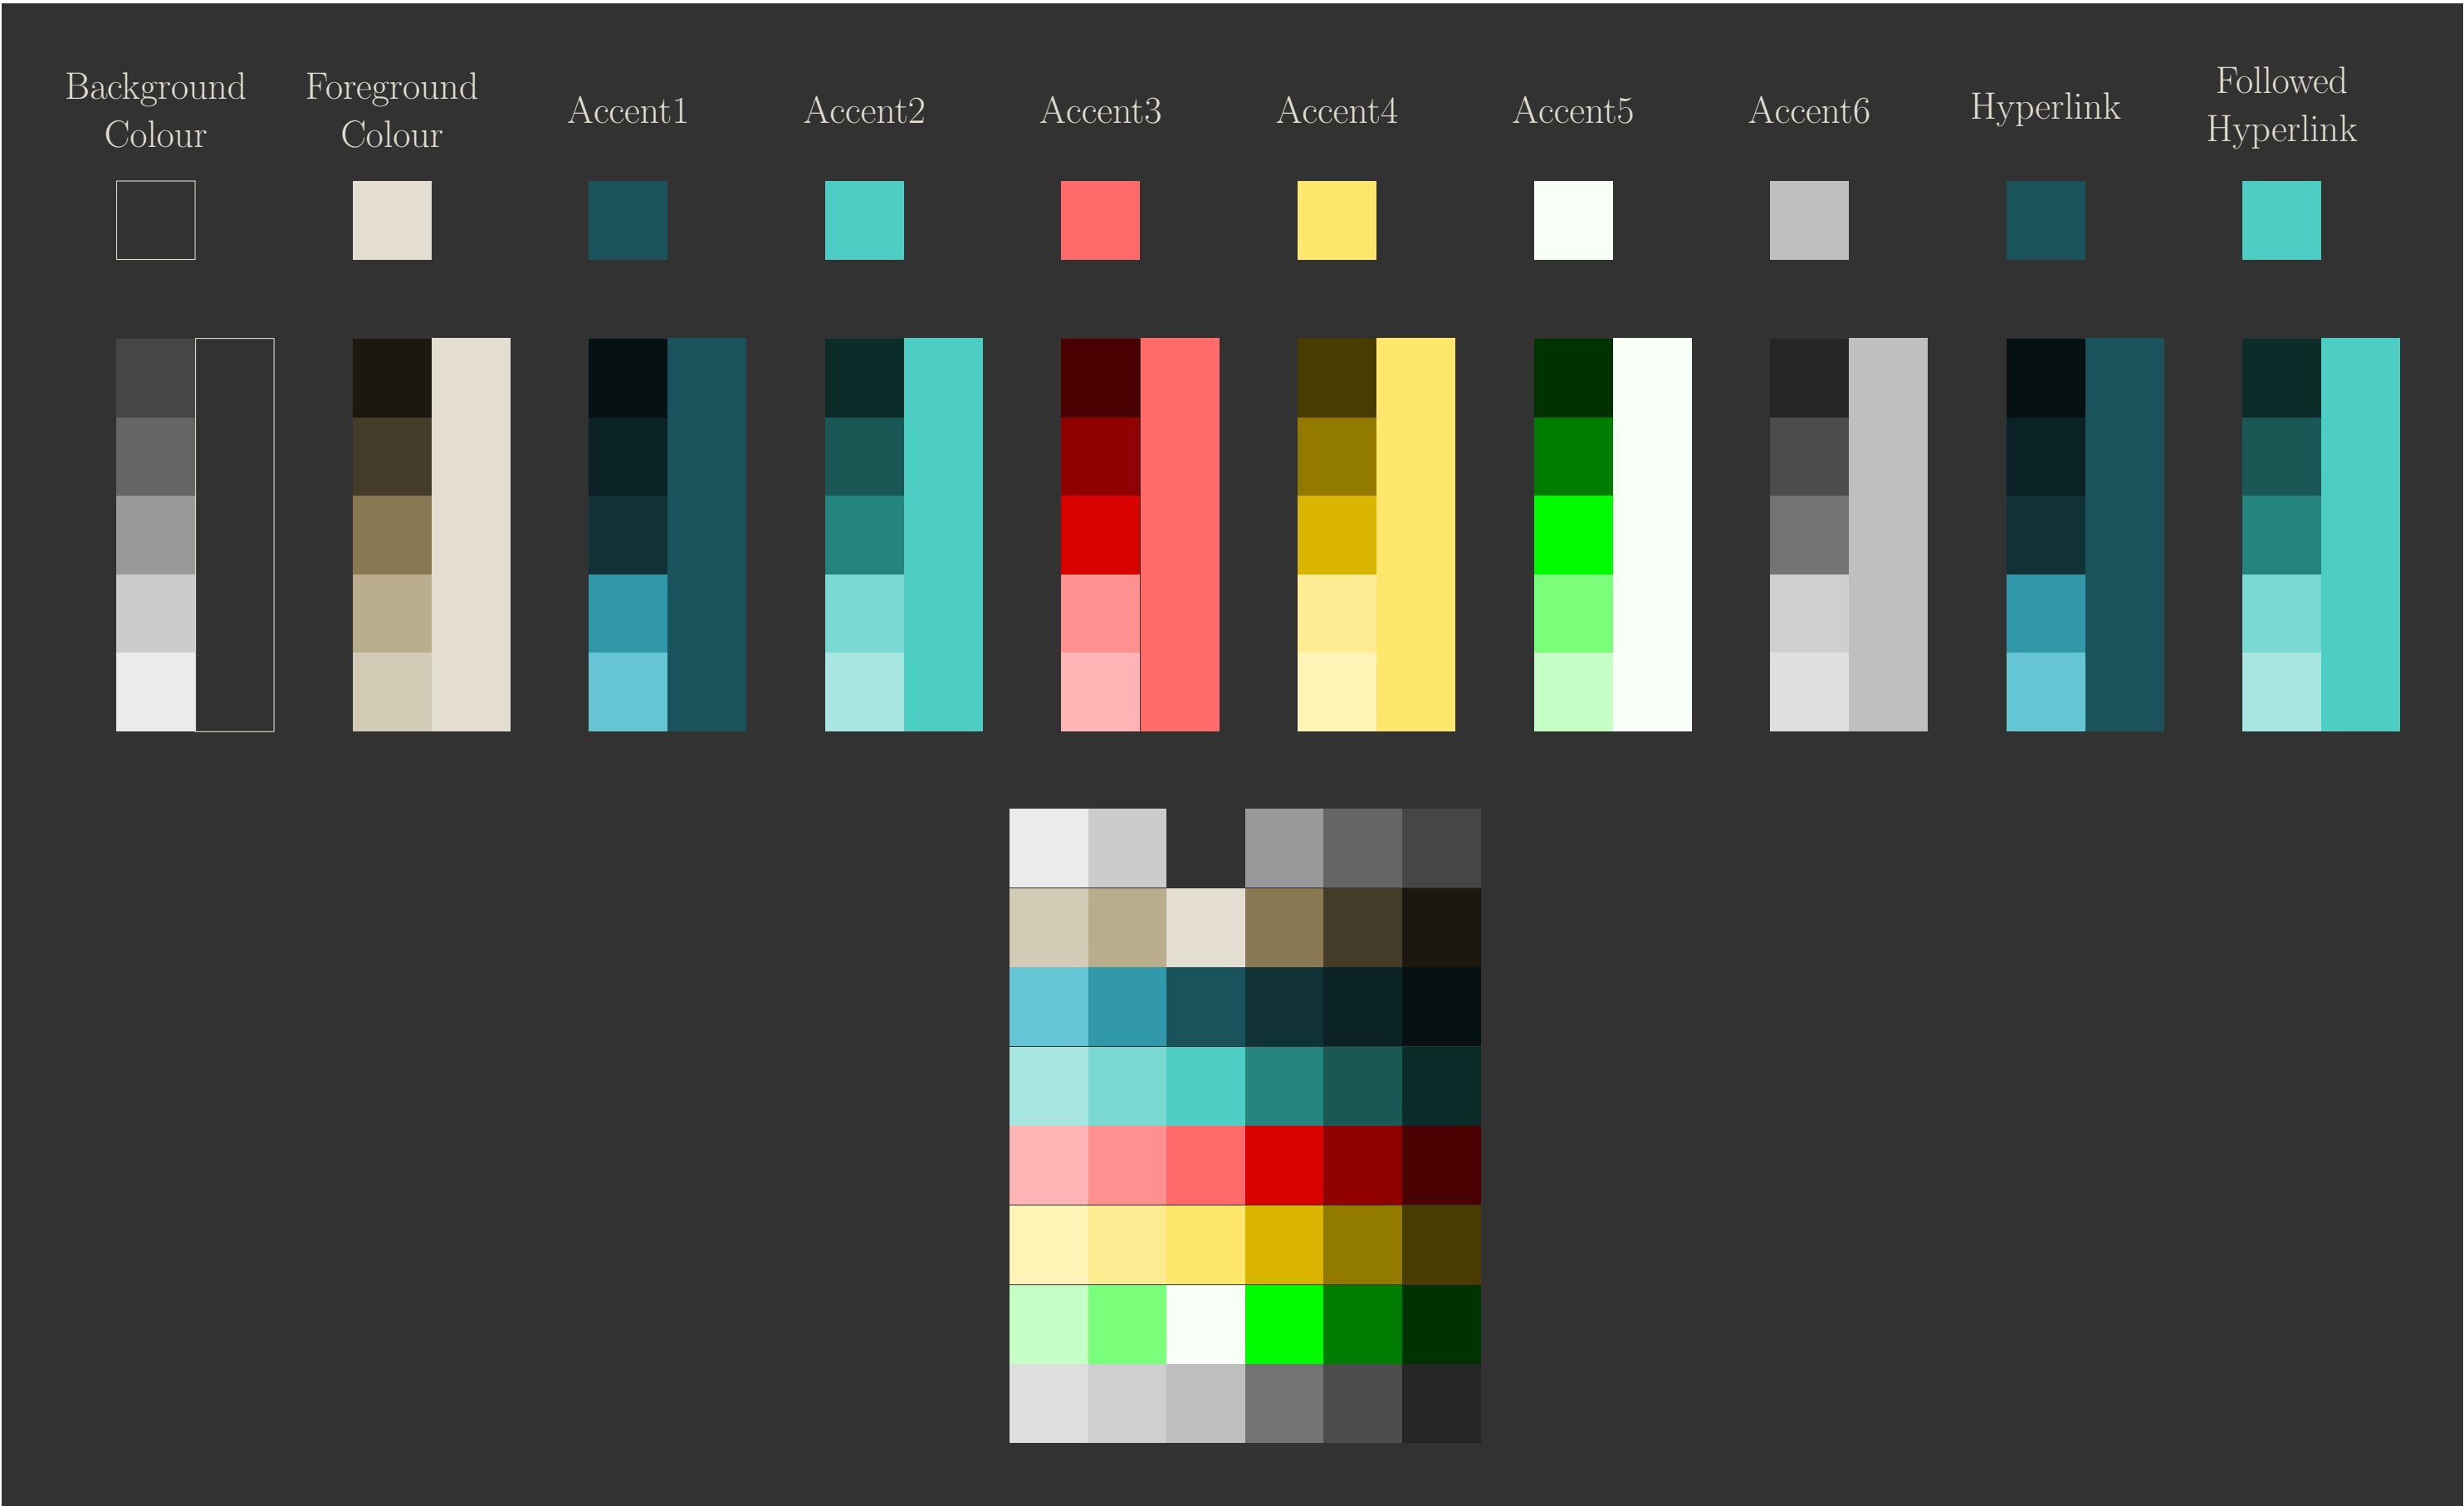 Background
Colour
Foreground
Colour
Accent1
Accent2
Accent3
Accent4
Accent5
Accent6
Hyperlink
Followed
Hyperlink